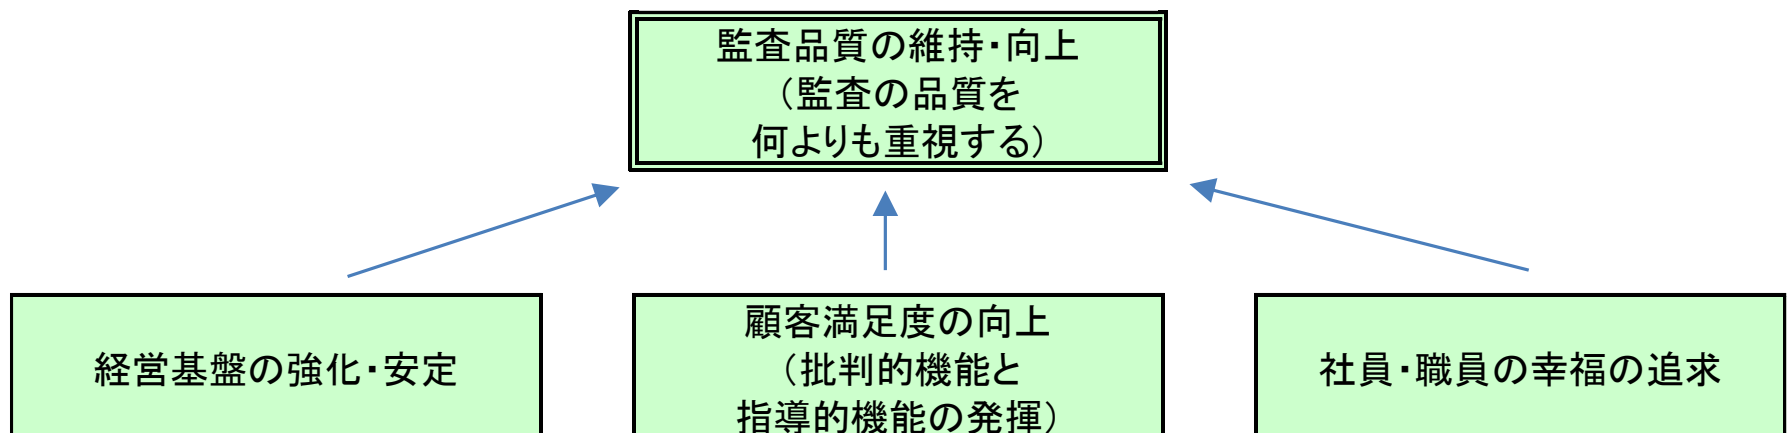 監査品質の維持・向上
（監査の品質を
何よりも重視する）
経営基盤の強化・安定
顧客満足度の向上
（批判的機能と
指導的機能の発揮）
社員・職員の幸福の追求